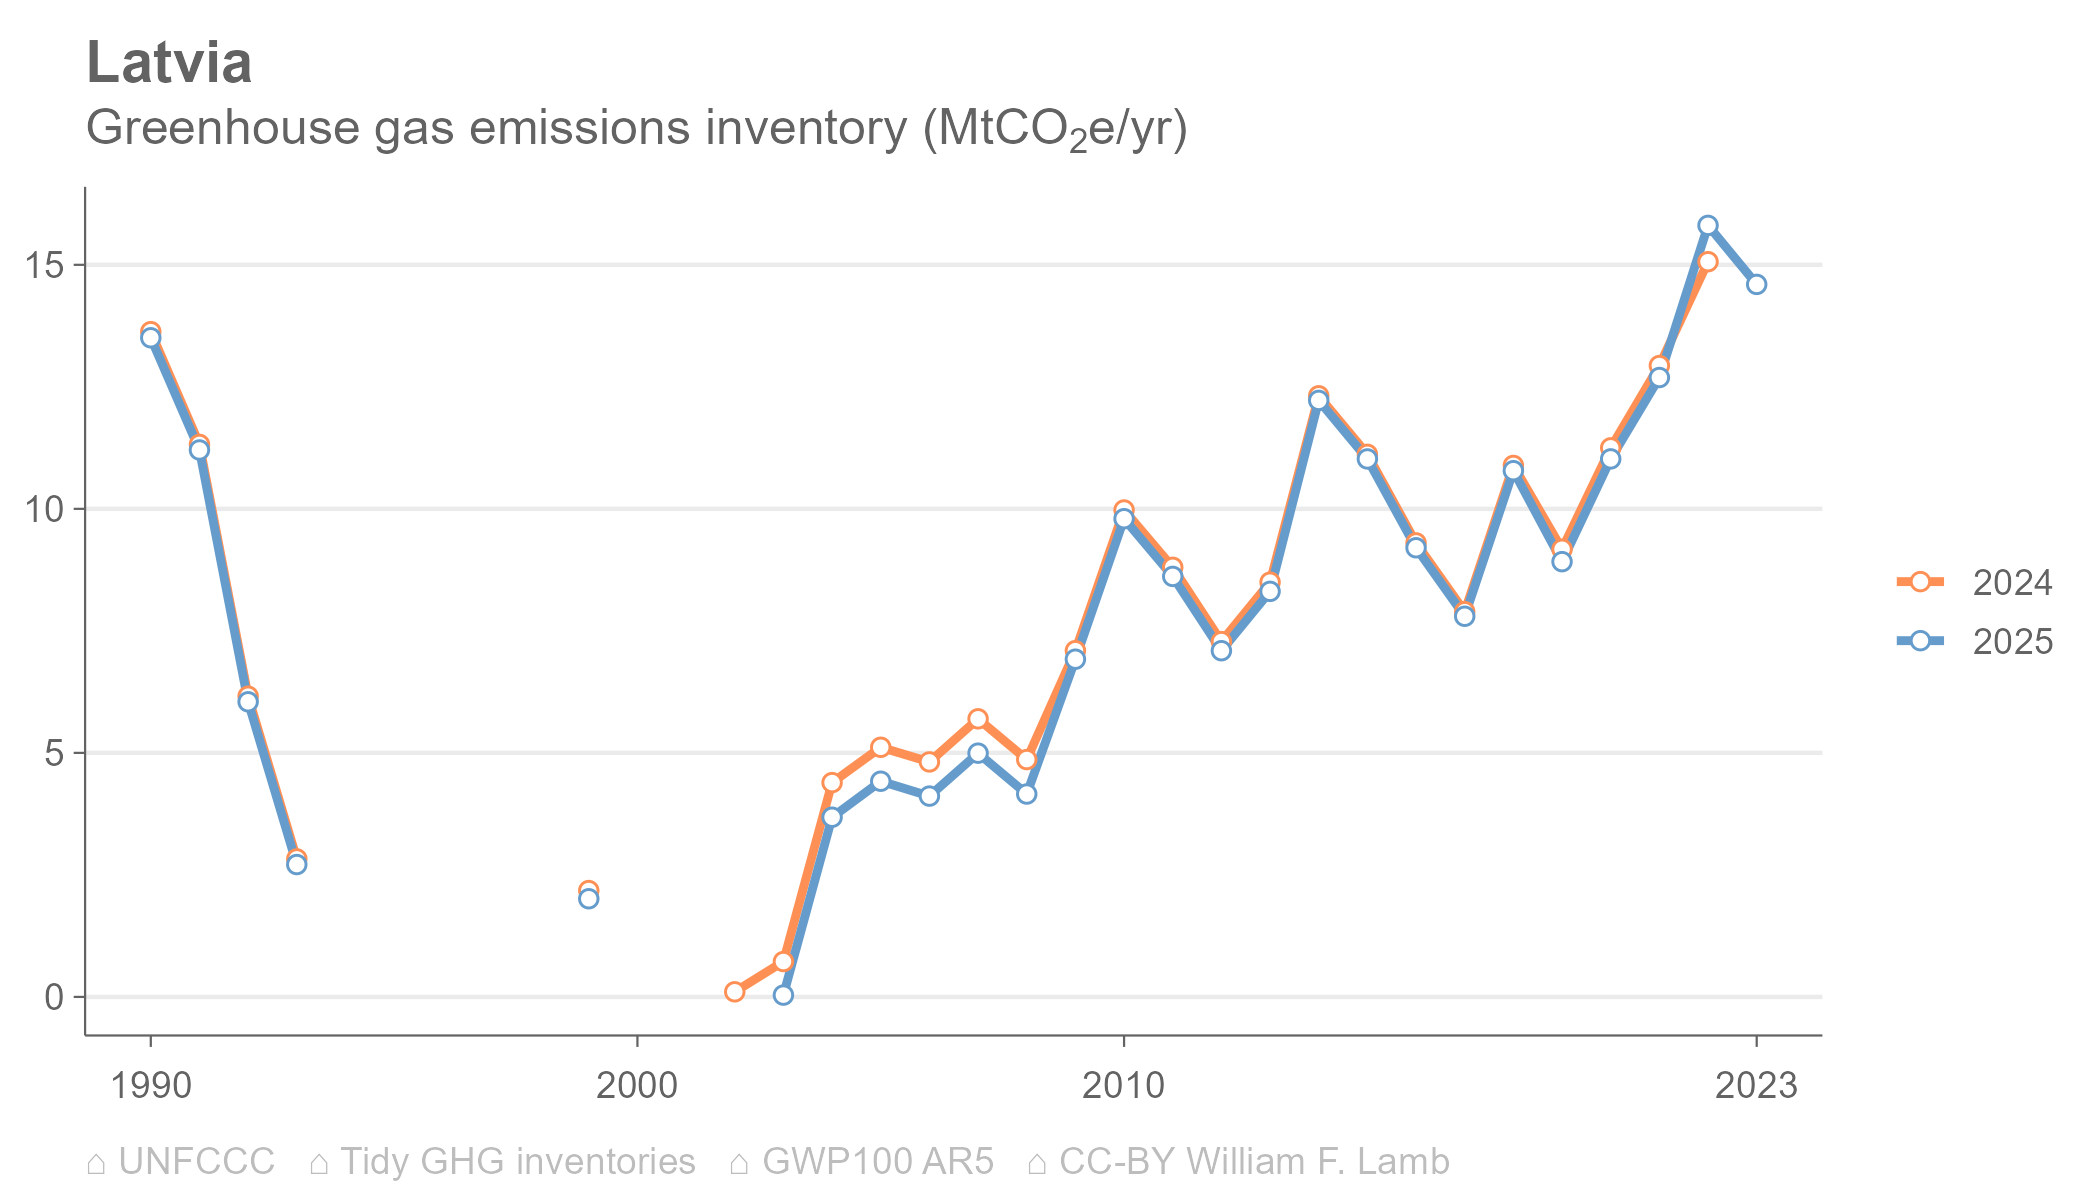 Latvia
Greenhouse gas emissions inventory (MtCO₂e/yr)
15
10
5
0
1990 2000 2010 2023
2024
2025
⌂ UNFCCC ⌂ Tidy GHG inventories ⌂ GWP100 AR5 ⌂ CC-BY William F. Lamb